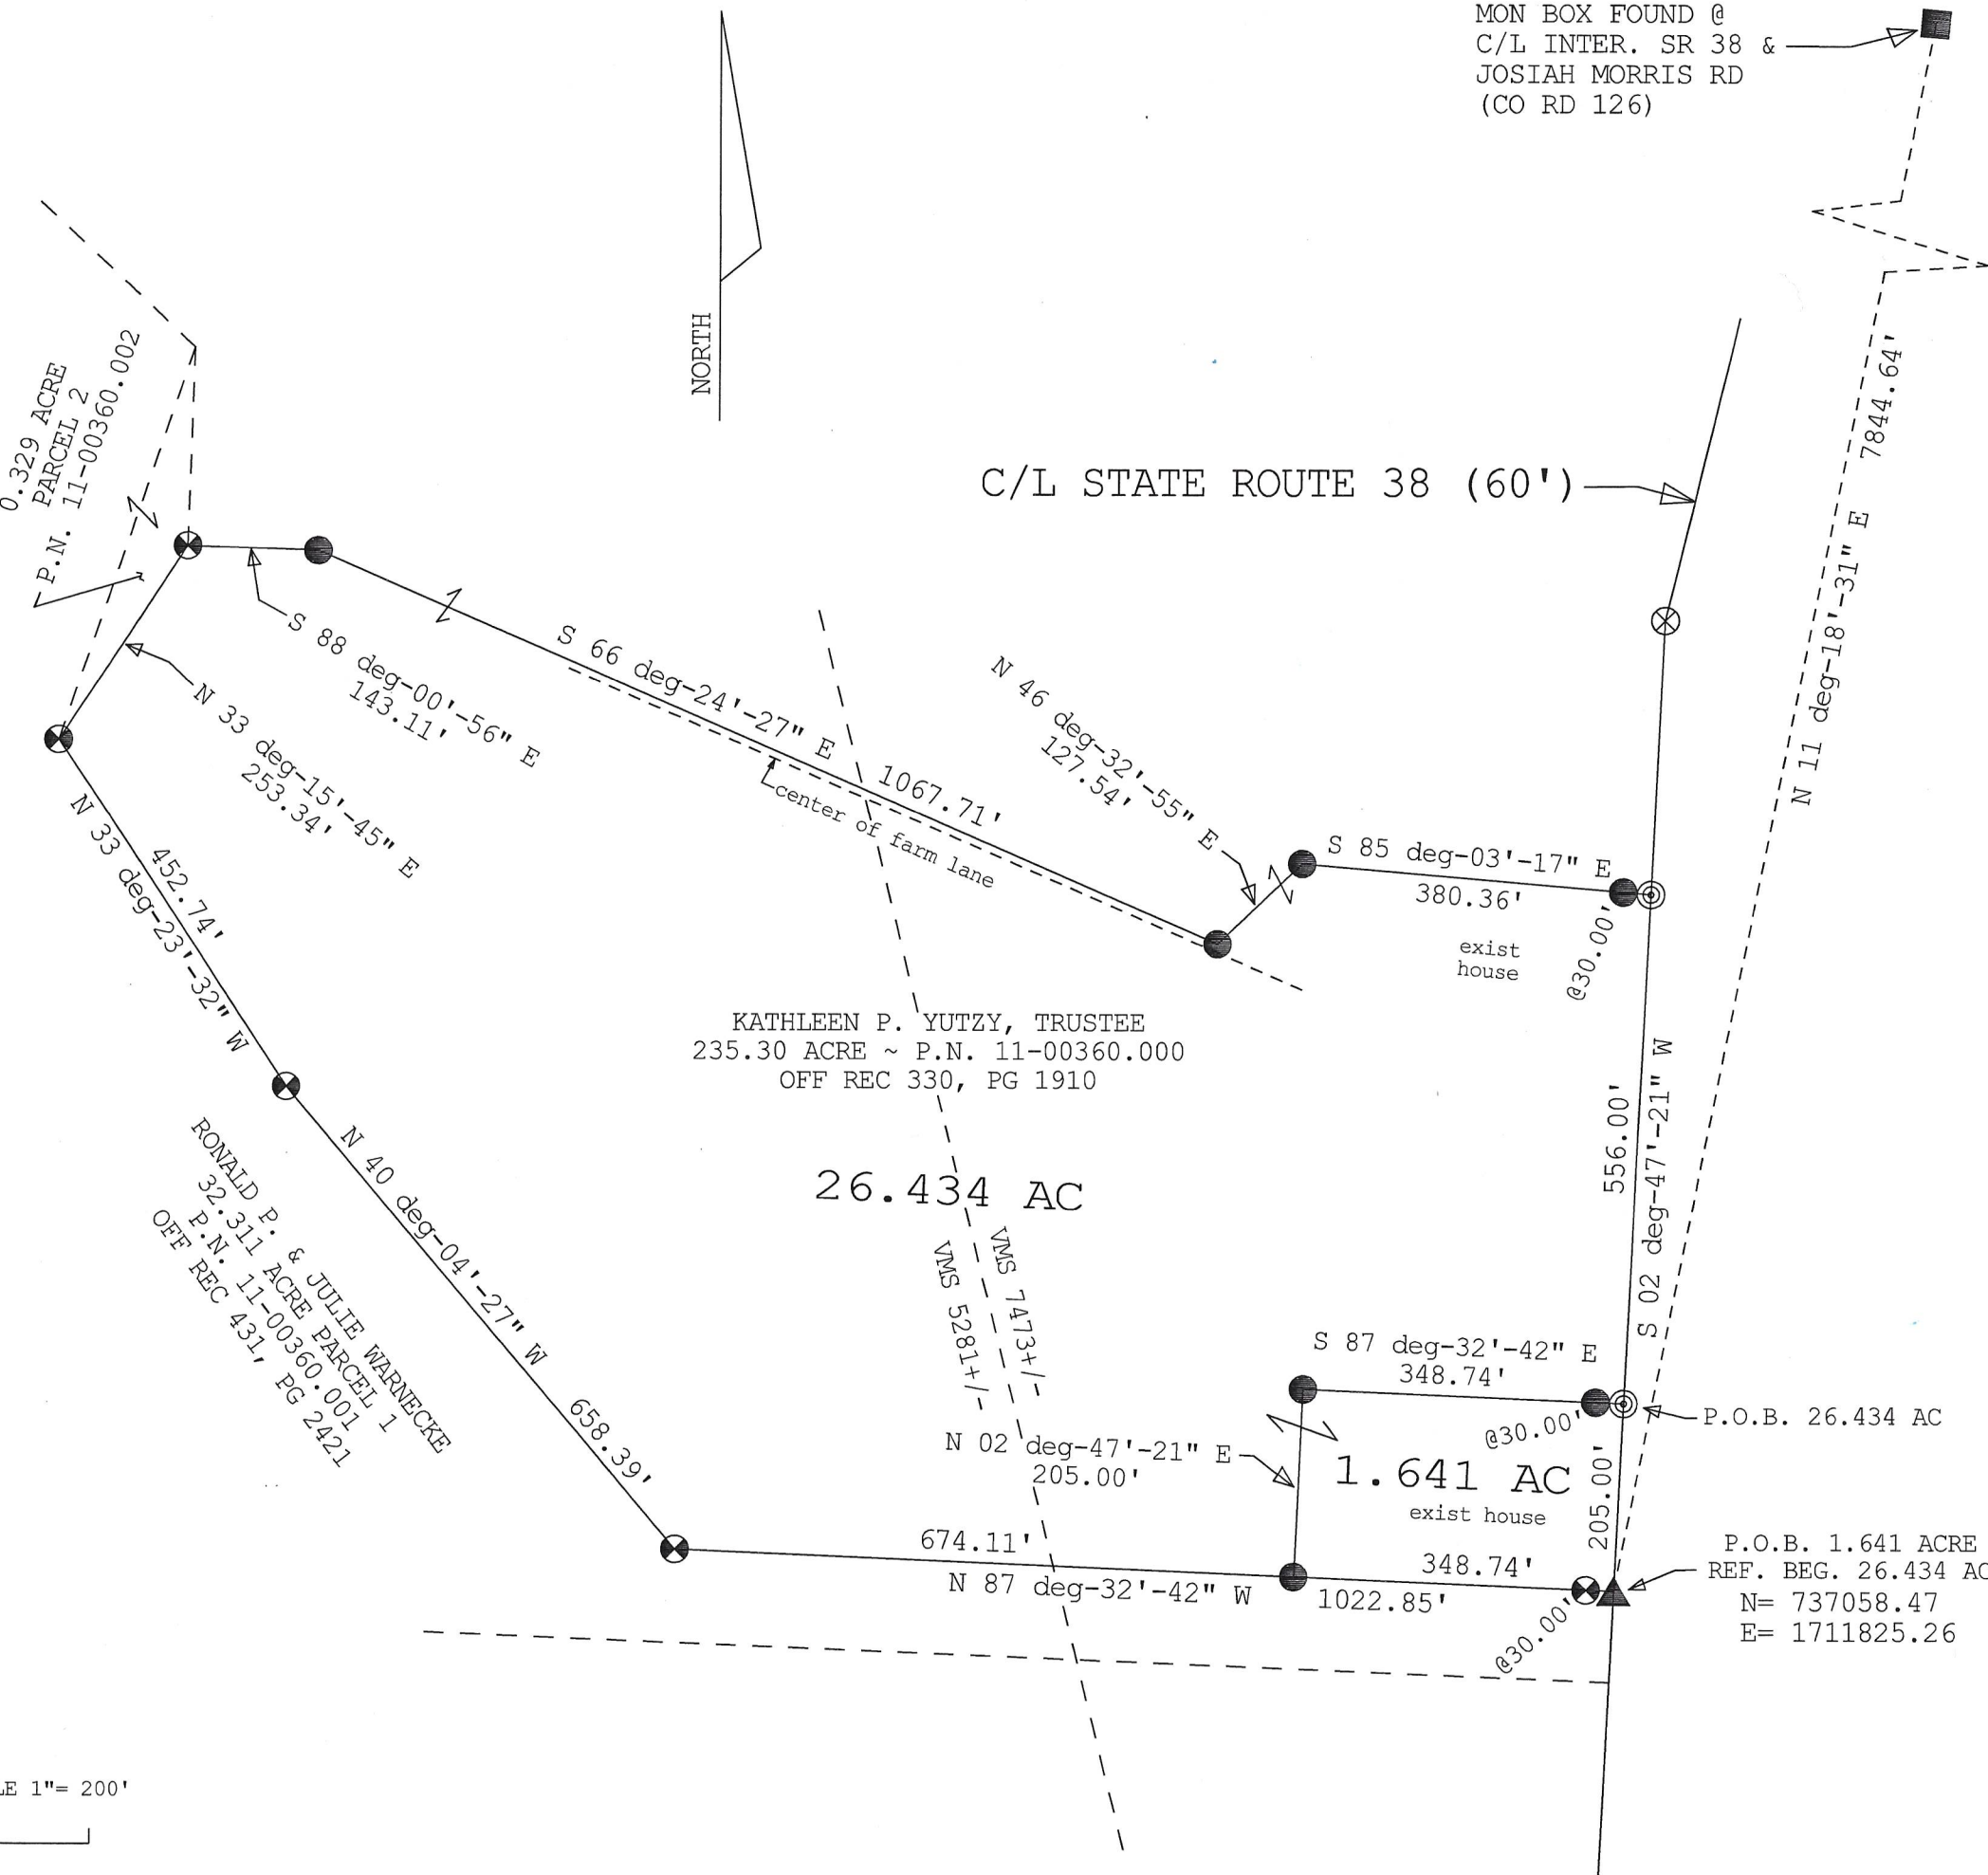 MON BOX FOUND @
C/L INTER. SR 38 &
JOSIAH MORRIS RD
(CO RD 126)
NORTH
0.329 ACRE
PARCEL 2
P.N. 11-00360.002
C/L STATE ROUTE 38 (60')
N 11 deg-18'-31" E 7844.64'
S 88 deg-00'-56" E
143.11'
N 33 deg-15'-45" E
253.34'
S 66 deg-24'-27" E 1067.71'
center of farm lane
N 46 deg-32'-55" E
127.54'
S 85 deg-03'-17" E
380.36'
@30.00'
exist
house
452.74'
N 33 deg-23'-32" W
KATHLEEN P. YUTZY, TRUSTEE
235.30 ACRE ~ P.N. 11-00360.000
OFF REC 330, PG 1910
556.00'
S 02 deg-47'-21" W
26.434 AC
N 40 deg-04'-27" W 658.39'
RONALD P. & JULIE WARNECKE
32.311 ACRE PARCEL 1
P.N. 11-00360.001
OFF REC 431, PG 2421
VMS 7473+/-
VMS 5281+/-
S 87 deg-32'-42" E
348.74'
@30.00'
P.O.B. 26.434 AC
N 02 deg-47'-21" E
205.00'
1.641 AC
exist house
205.00'
674.11'
N 87 deg-32'-42" W
348.74'
1022.85'
@30.00'
P.O.B. 1.641 ACRE
REF. BEG. 26.434 AC
N= 737058.47
E= 1711825.26
LE 1"= 200'